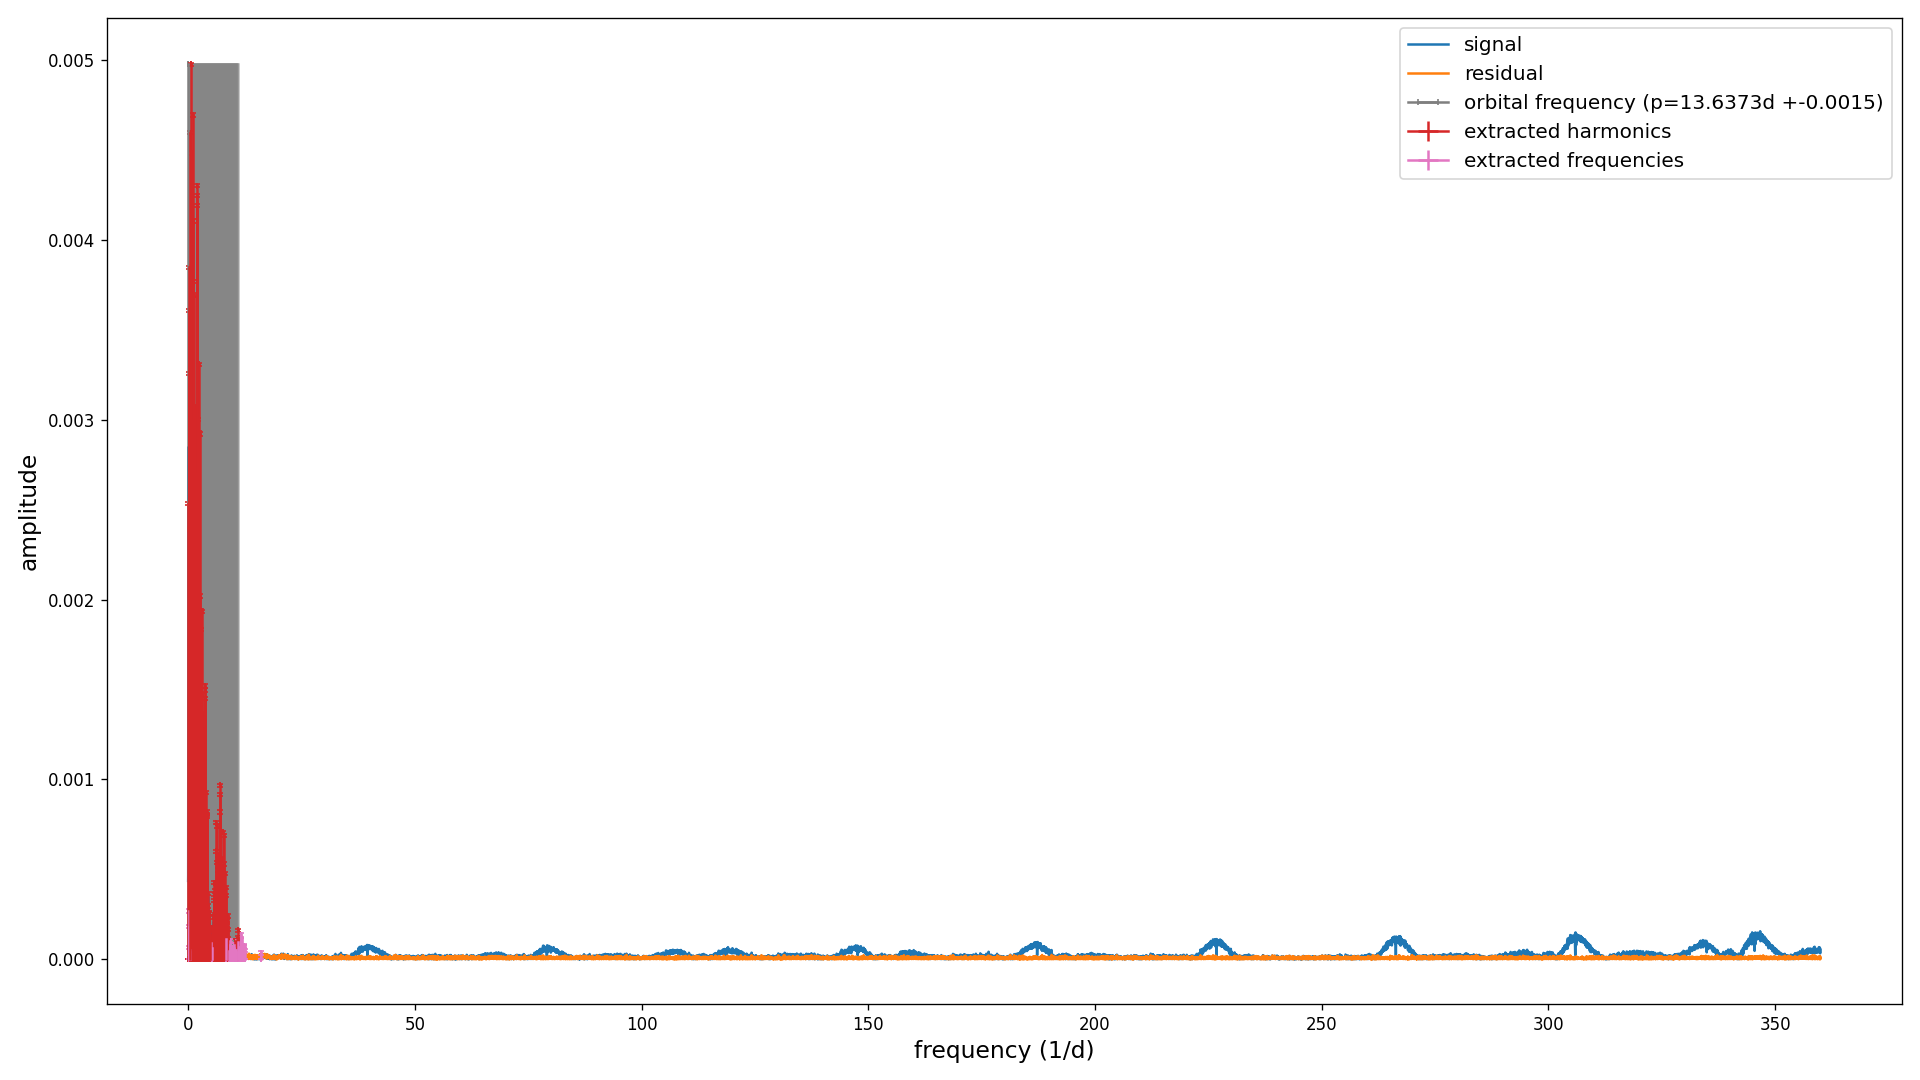 signal
residual
orbital frequency (p=13.6373d +-0.0015)
extracted harmonics
extracted frequencies
0.005
0.004
0.003
0.002
0.001
0.000
amplitude
0
50
100
150
200
250
300
350
frequency (1/d)